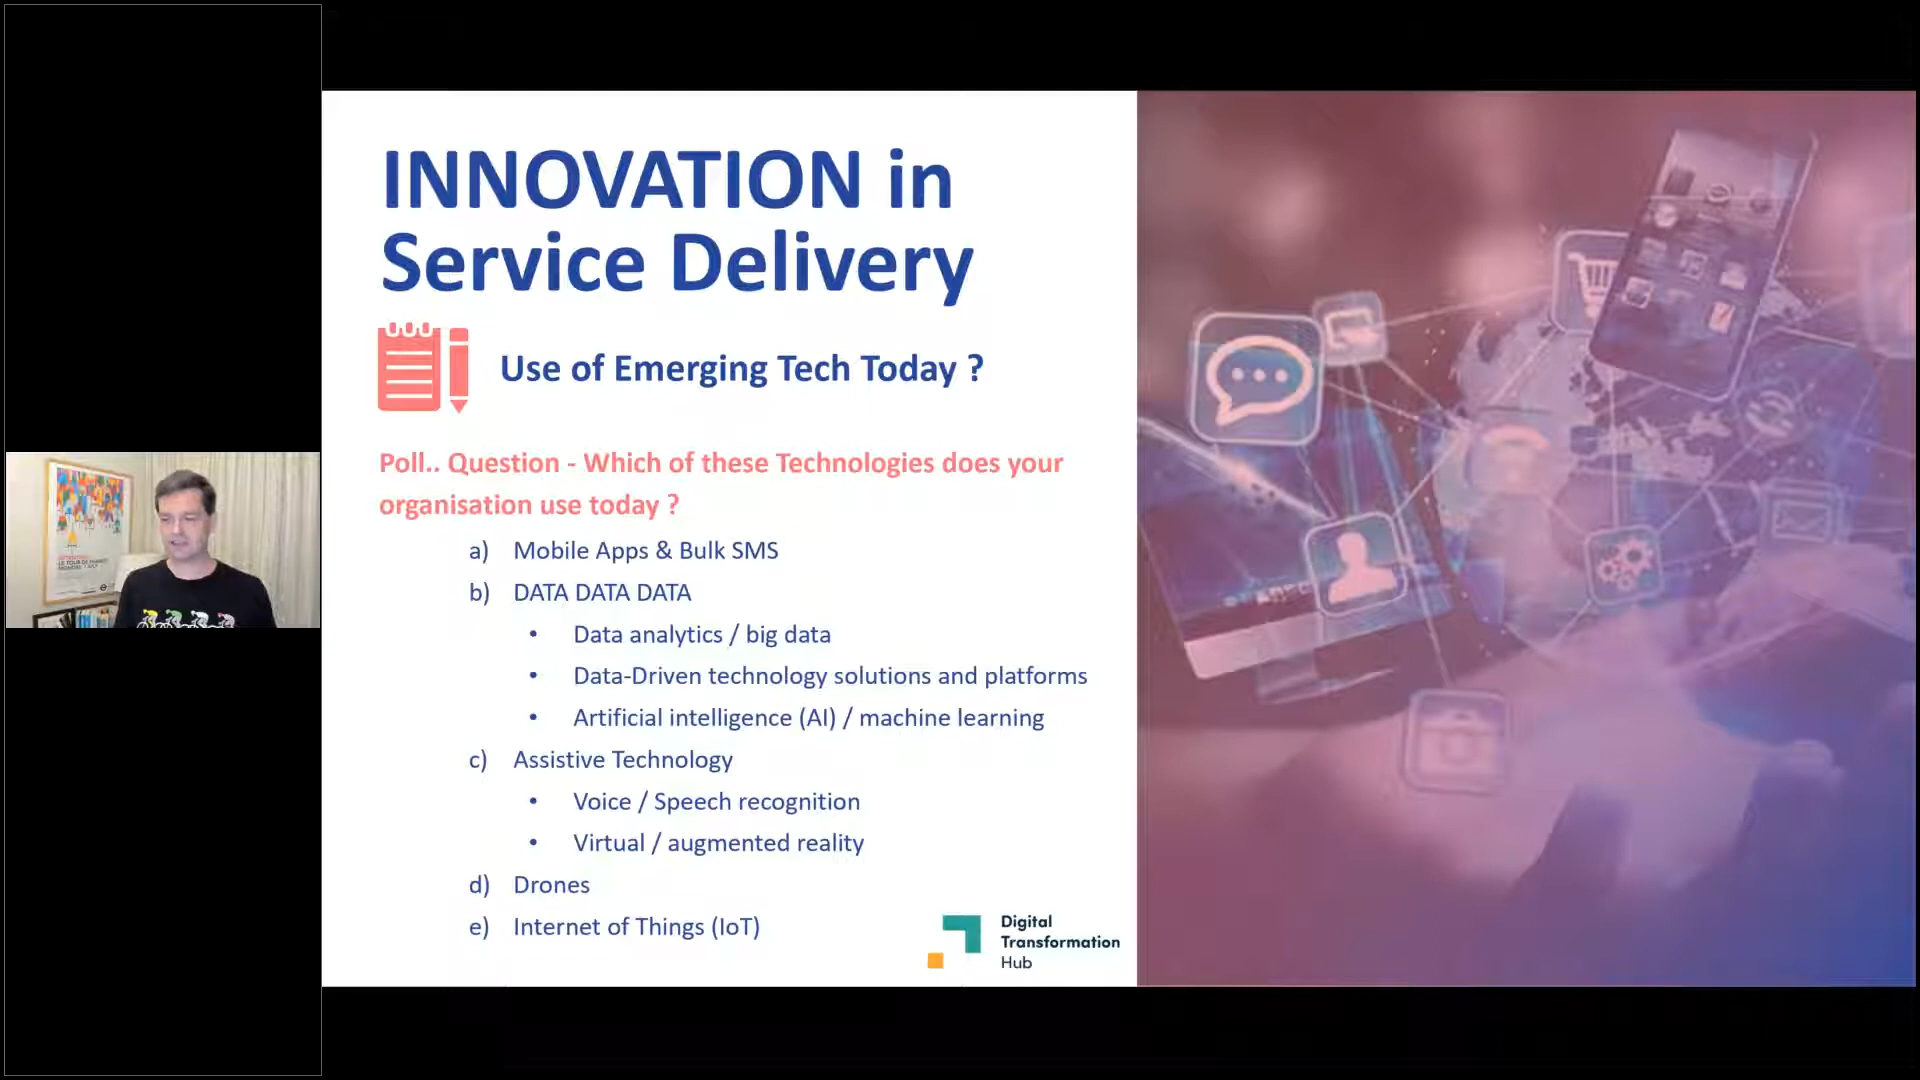 INNOVATION in
Service Delivery
Use of Emerging Tech Today ?
Poll.. Question - Which of these Technologies does your
organisation use today ?
a) Mobile Apps & Bulk SMS
b) DATA DATA DATA
• Data analytics / big data
• Data-Driven technology solutions and platforms
• Artificial intelligence (AI) / machine learning
c) Assistive Technology
• Voice / Speech recognition
• Virtual / augmented reality
d) Drones
e) Internet of Things (IoT)
Digital
Transformation
Hub